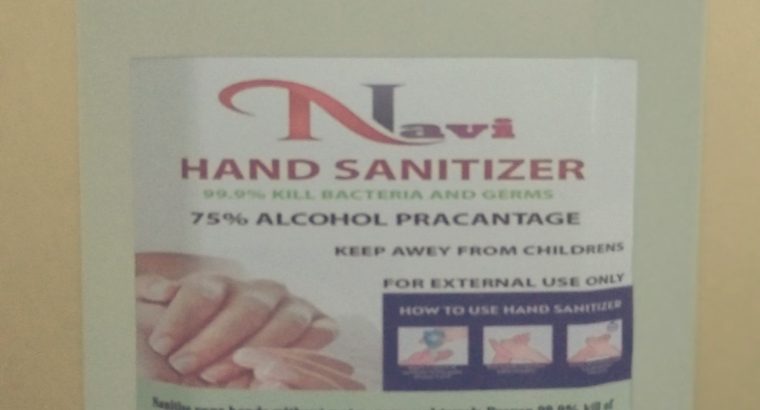 Navi
HAND SANITIZER
99.9% KILL BACTERIA AND GERMS
75% ALCOHOL PRACANTAGE
KEEP AWEY FROM CHILDRENS
FOR EXTERNAL USE ONLY
HOW TO USE HAND SANITIZER